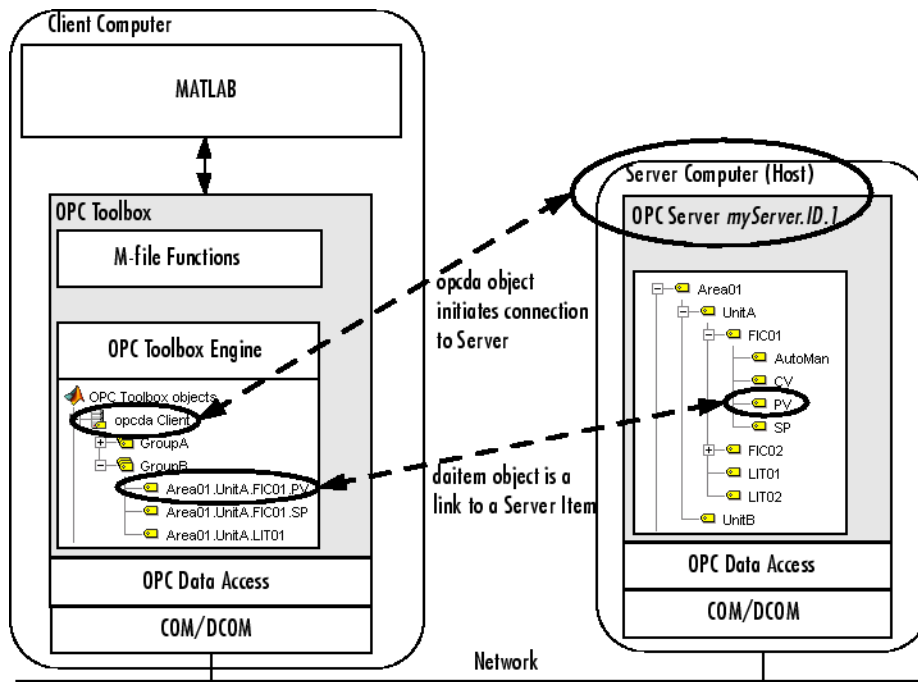 Client Computer
MATLAB
OPC Toolbox
M-file Functions
OPC Toolbox Engine
OPC Toolbox objects
opcda Client
GroupA
GroupB
Area01.UnitA.FIC01.PV
Area01.UnitA.FIC01.SP
Area01.UnitA.LIT01
OPC Data Access
COM/DCOM
opcda object
initiates connection
to Server
daitem object is a
link to a Server Item
Server Computer (Host)
OPC Server myServer.ID.1
Area01
UnitA
FIC01
AutoMan
CV
PV
SP
FIC02
LIT01
LIT02
UnitB
OPC Data Access
COM/DCOM
Network